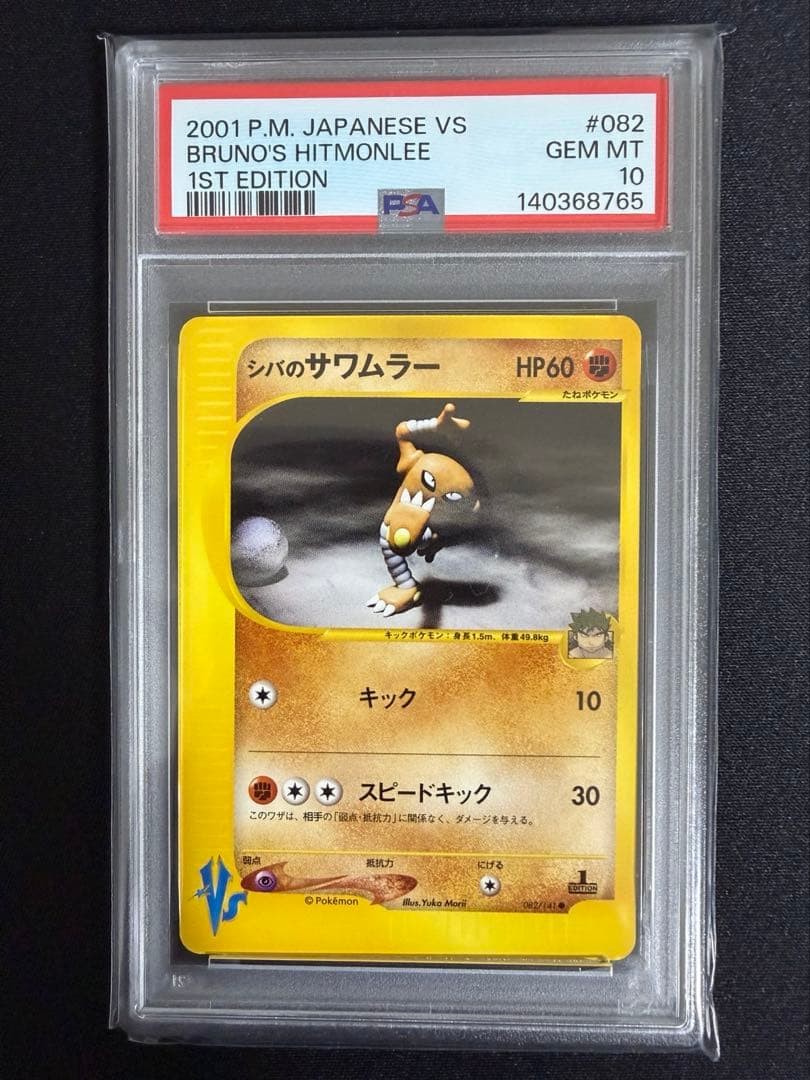 2001 P.M. JAPANESE VS #082
BRUNO'S HITMONLEE GEM MT
1ST EDITION 10
PSA 140368765
シバのサワムラー HP60
たねポケモン
キックポケモン：身長1.5m、体重49.8kg
キック 10
スピードキック 30
このワザは、相手の「弱点・抵抗力」に関係なく、ダメージを与える。
弱点 抵抗力 にげる
1 EDITION
VS
© Pokémon Illus. Yuka Morii 082/141